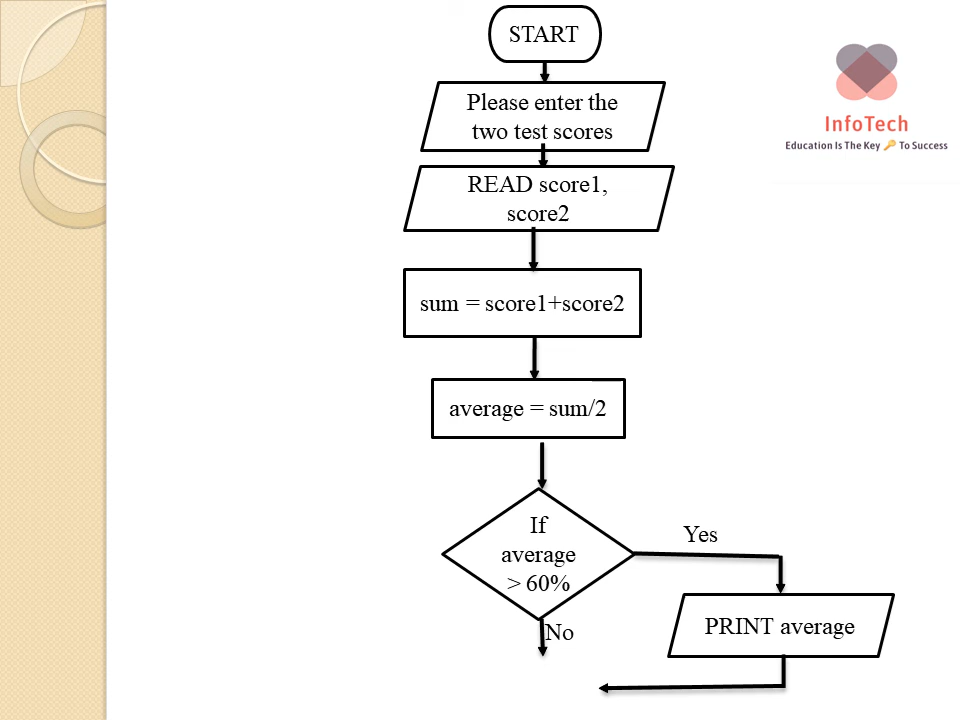 START
Please enter the
two test scores
InfoTech
Education Is The Key 🔑 To Success
READ score1,
score2
sum = score1+score2
average = sum/2
If
average
> 60%
Yes
No
PRINT average